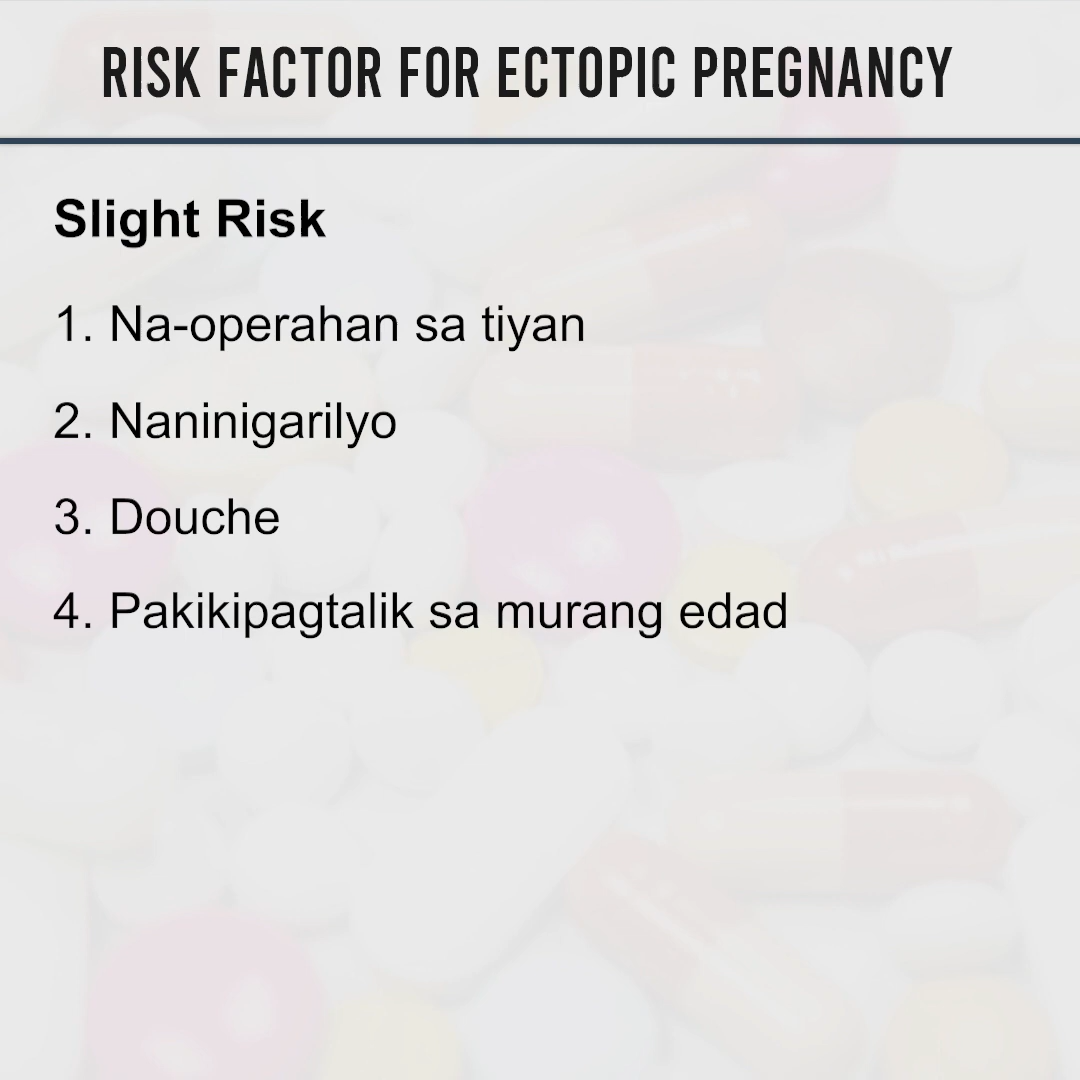 RISK FACTOR FOR ECTOPIC PREGNANCY
Slight Risk
1. Na-operahan sa tiyan
2. Naninigarilyo
3. Douche
4. Pakikipagtalik sa murang edad